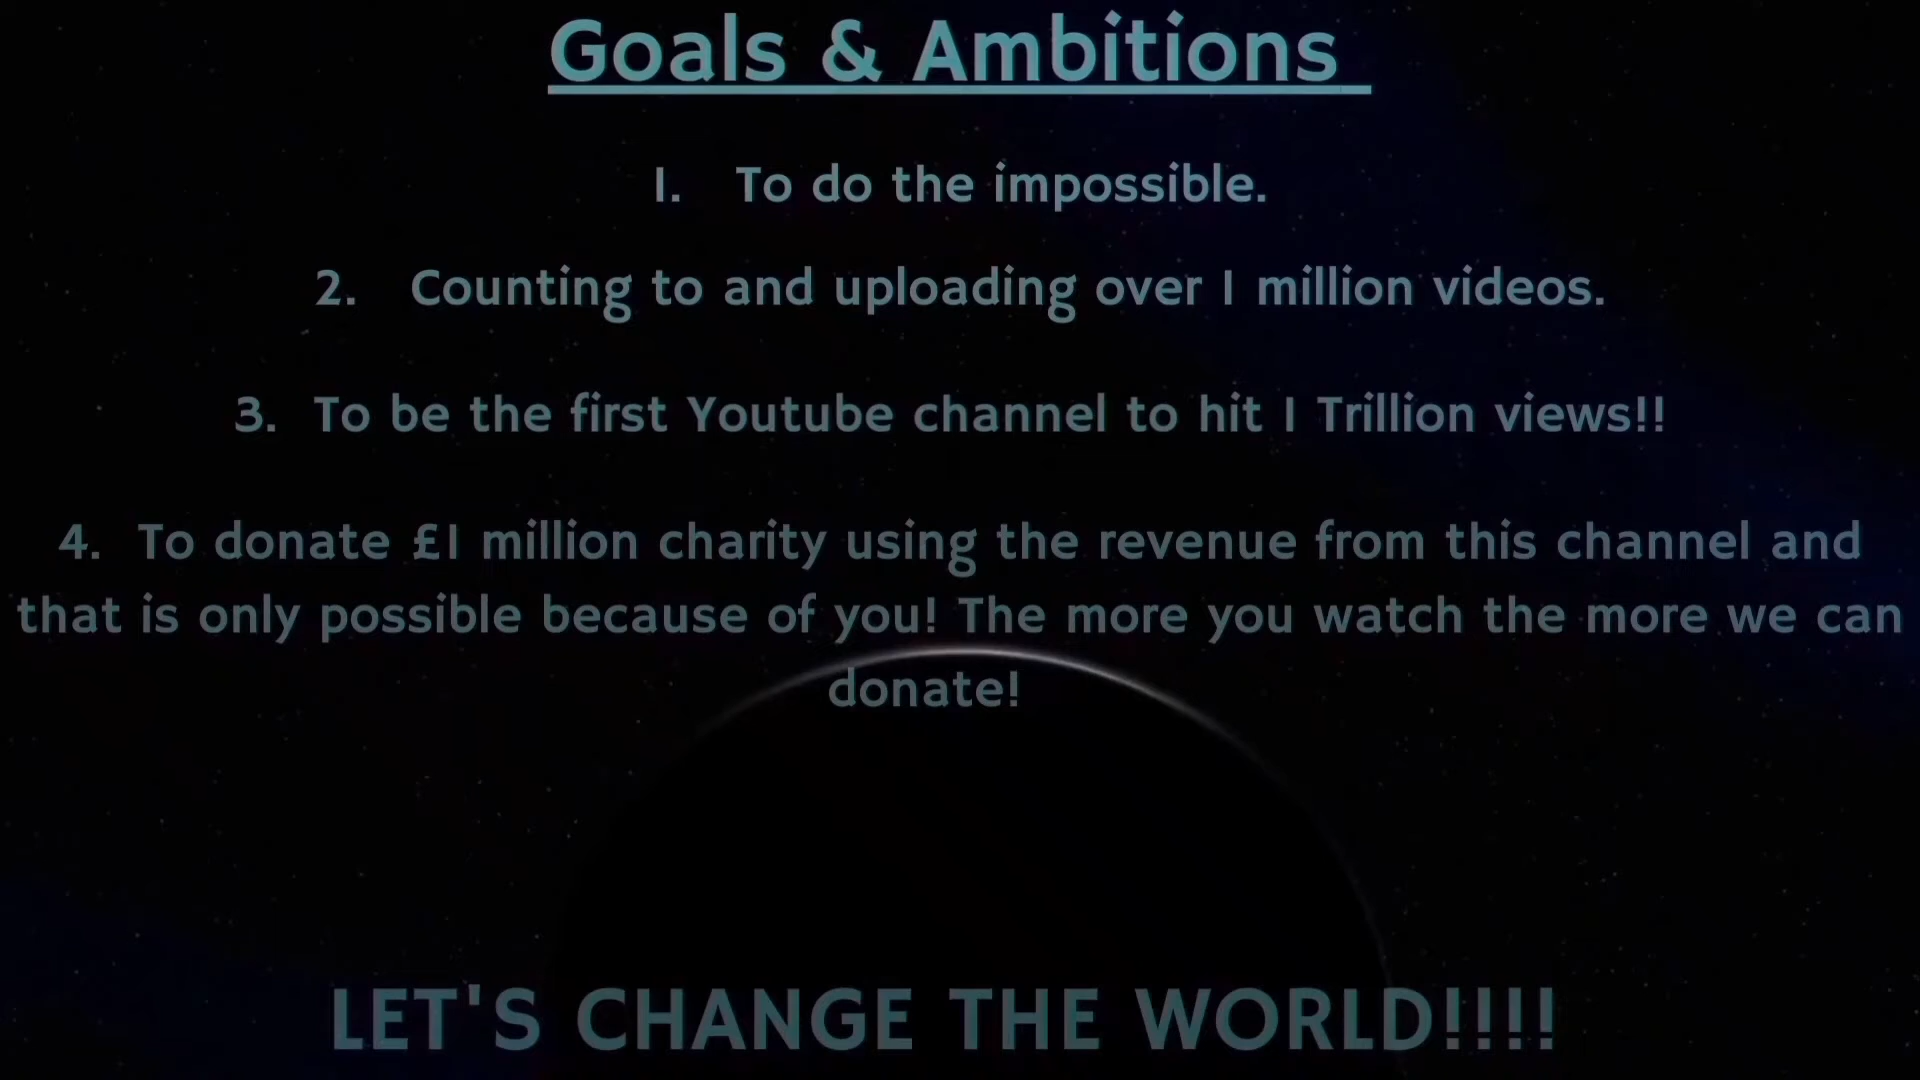 Goals & Ambitions
1. To do the impossible.
2. Counting to and uploading over 1 million videos.
3. To be the first Youtube channel to hit 1 Trillion views!!
4. To donate £1 million charity using the revenue from this channel and
that is only possible because of you! The more you watch the more we can
donate!
LET'S CHANGE THE WORLD!!!!